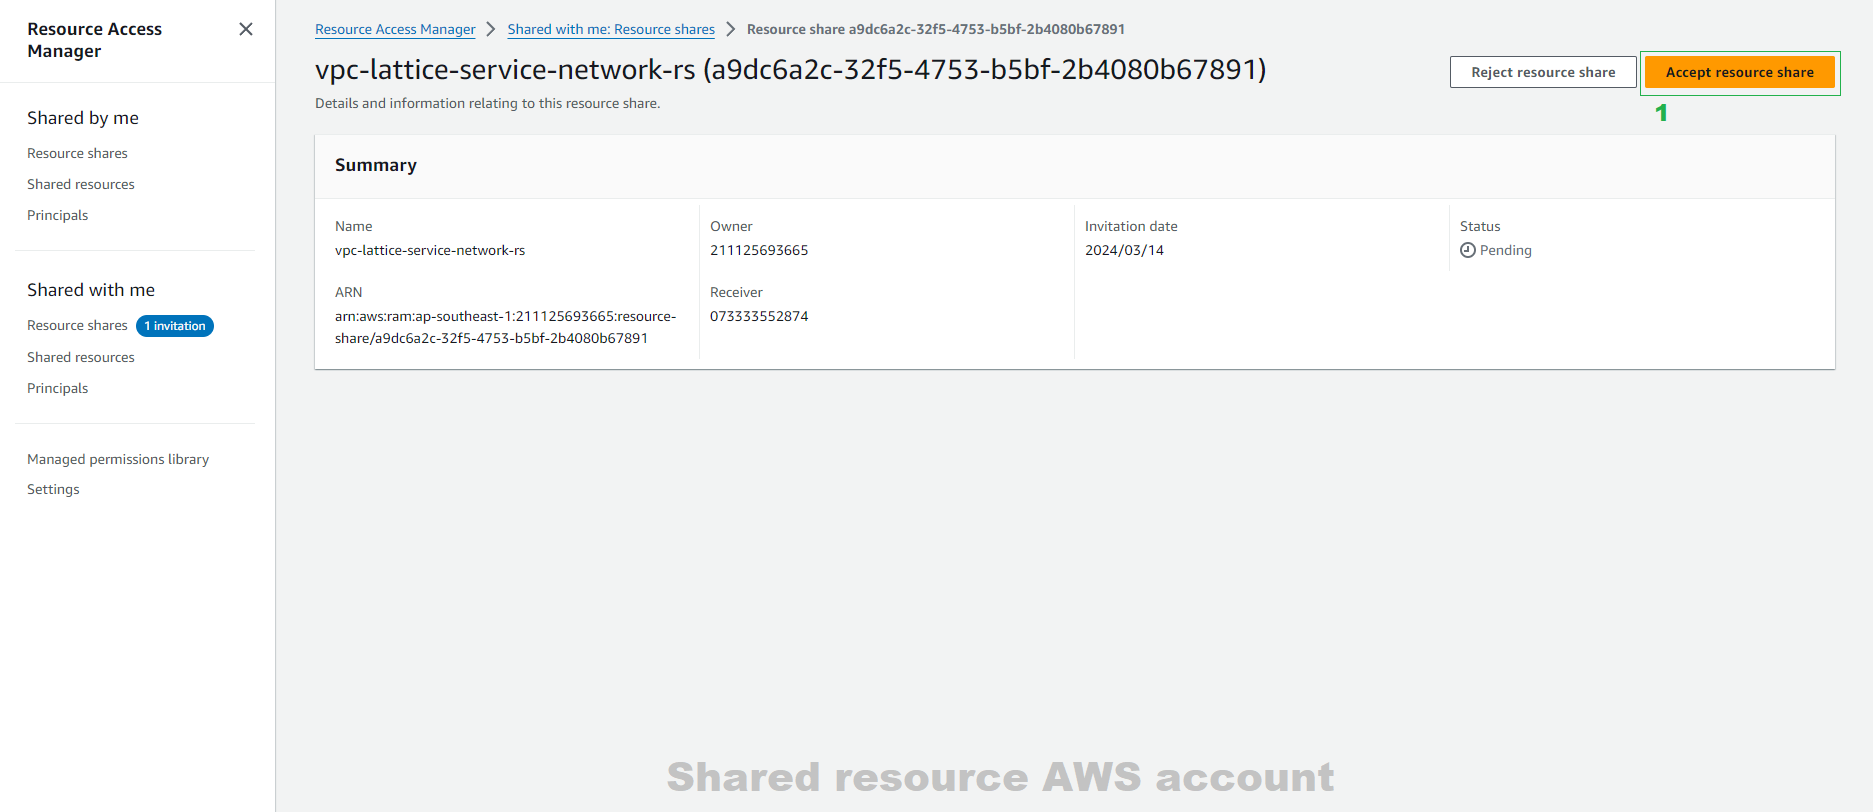 Resource Access
Manager
Shared by me
Resource shares
Shared resources
Principals
Shared with me
Resource shares 1 invitation
Shared resources
Principals
Managed permissions library
Settings
Resource Access Manager > Shared with me: Resource shares > Resource share a9dc6a2c-32f5-4753-b5bf-2b4080b67891
vpc-lattice-service-network-rs (a9dc6a2c-32f5-4753-b5bf-2b4080b67891)
Details and information relating to this resource share.
Reject resource share
Accept resource share
1
Summary
Name
vpc-lattice-service-network-rs
ARN
arn:aws:ram:ap-southeast-1:211125693665:resource-
share/a9dc6a2c-32f5-4753-b5bf-2b4080b67891
Owner
211125693665
Receiver
073333552874
Invitation date
2024/03/14
Status
Pending
Shared resource AWS account